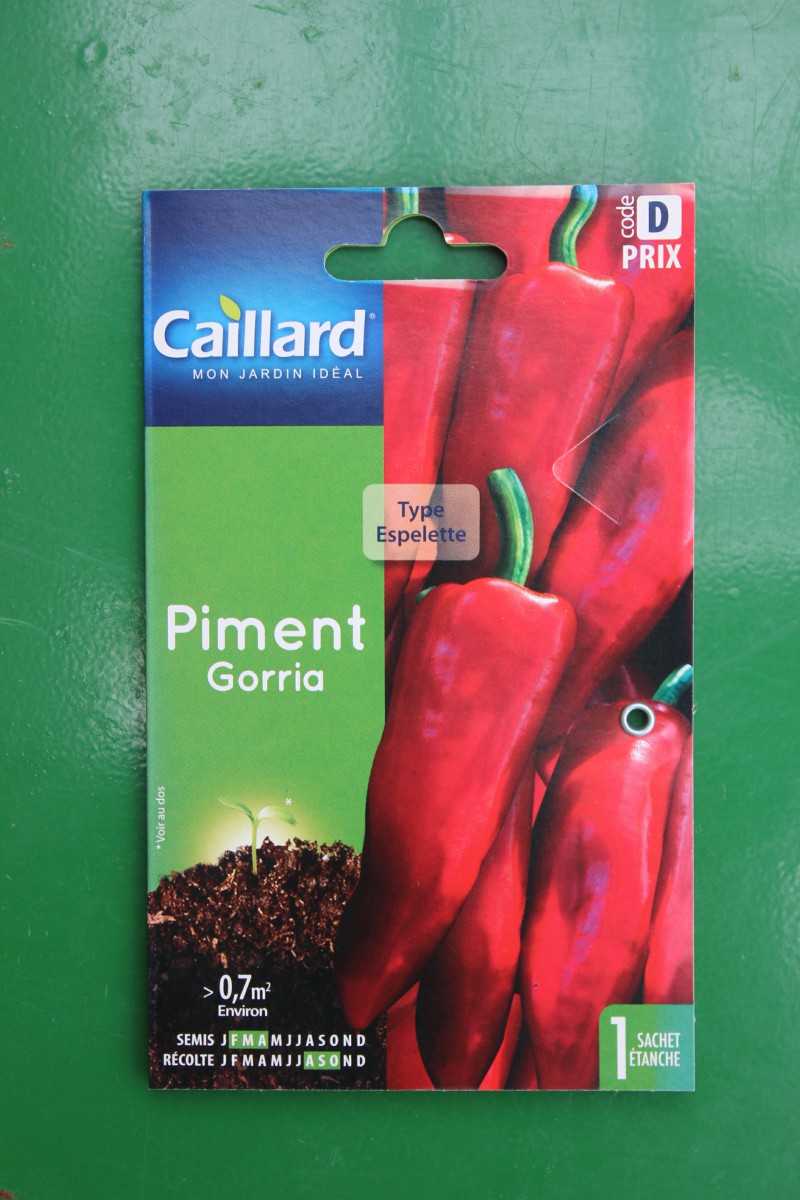 code
D
PRIX
Caillard®
MON JARDIN IDÉAL
Type
Espelette
Piment
Gorria
* Voir au dos
*
> 0,7m²
Environ
SEMIS J F M A M J J A S O N D
RÉCOLTE J F M A M J J A S O N D
1 SACHET
ÉTANCHE